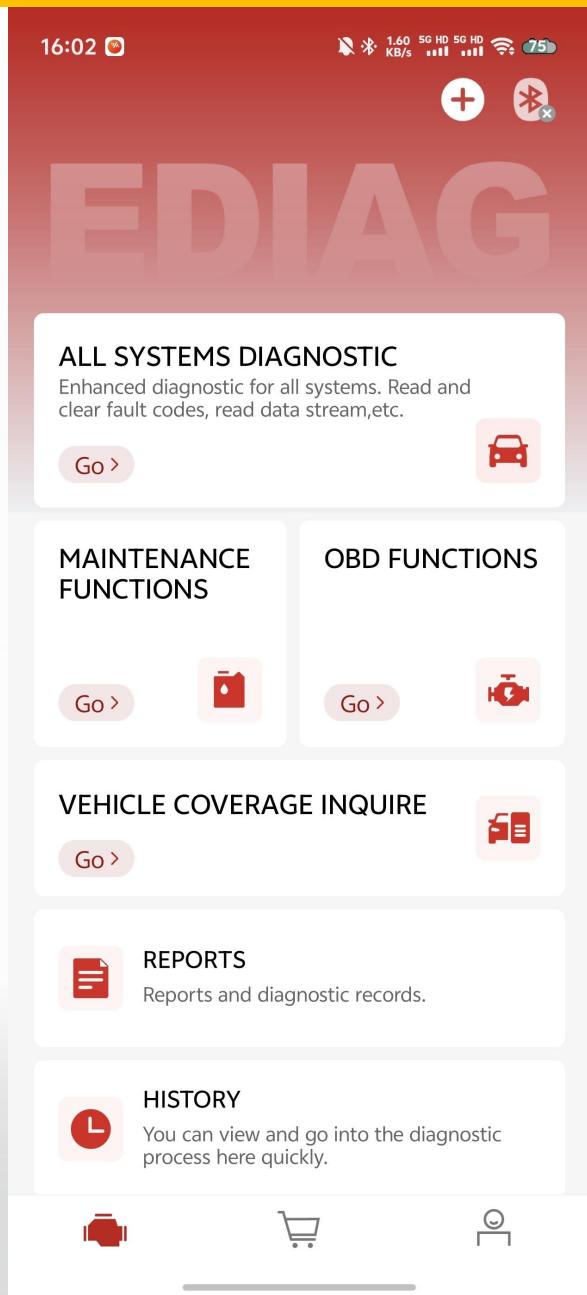 16:02
1.60 KB/s 5G HD 5G HD 75
EDIAG
ALL SYSTEMS DIAGNOSTIC
Enhanced diagnostic for all systems. Read and
clear fault codes, read data stream,etc.
Go >
MAINTENANCE
FUNCTIONS
Go >
OBD FUNCTIONS
Go >
VEHICLE COVERAGE INQUIRE
Go >
REPORTS
Reports and diagnostic records.
HISTORY
You can view and go into the diagnostic
process here quickly.